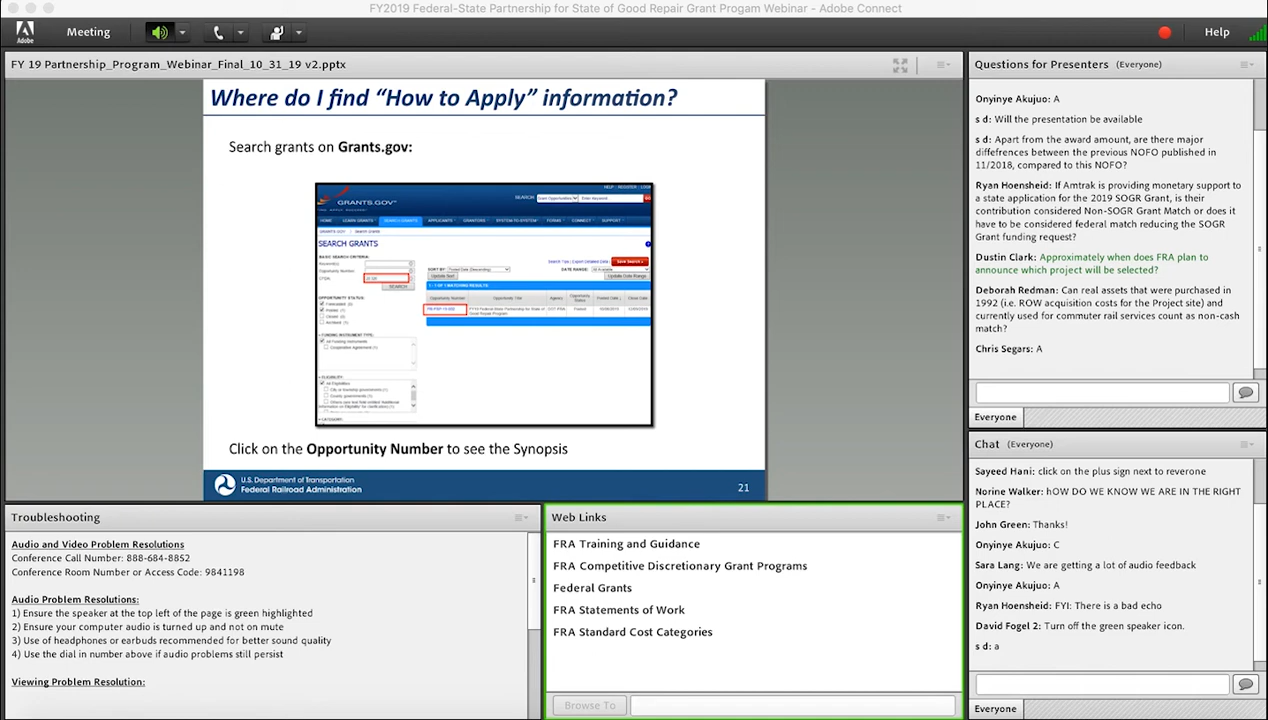 FY2019 Federal-State Partnership for State of Good Repair Grant Progam Webinar - Adobe Connect
Adobe
Meeting
Help
FY 19 Partnership_Program_Webinar_Final_10_31_19 v2.pptx
Where do I find “How to Apply” information?
Search grants on Grants.gov:
GRANTS.GOV
SEARCH GRANTS
Click on the Opportunity Number to see the Synopsis
U.S. Department of Transportation
Federal Railroad Administration
21
Questions for Presenters (Everyone)
Onyinye Akujuo: A
s d: Will the presentation be available
s d: Apart from the award amount, are there major
diffefrences between the previous NOFO published in
11/2018, compared to this NOFO?
Ryan Hoensheid: If Amtrak is providing monetary support to
a state application for the 2019 SOGR Grant, is their
contribution considered Non-SOGR Grant Match or does it
have to be considered federal match reducing the SOGR
Grant funding request?
Dustin Clark: Approximately when does FRA plan to
announce which project will be selected?
Deborah Redman: Can real assets that were purchased in
1992 (i.e. ROW acquisition costs for the Project site) and
currently used for commuter rail services count as non-cash
match?
Chris Segars: A
Everyone
Chat (Everyone)
Sayeed Hani: click on the plus sign next to reverone
Norine Walker: hOW DO WE KNOW WE ARE IN THE RIGHT
PLACE?
John Green: Thanks!
Onyinye Akujuo: C
Sara Lang: We are getting a lot of audio feedback
Onyinye Akujuo: A
Ryan Hoensheid: FYI: There is a bad echo
David Fogel 2: Turn off the green speaker icon.
s d: a
Everyone
Troubleshooting
Audio and Video Problem Resolutions
Conference Call Number: 888-684-8852
Conference Room Number or Access Code: 9841198
Audio Problem Resolutions:
1) Ensure the speaker at the top left of the page is green highlighted
2) Ensure your computer audio is turned up and not on mute
3) Use of headphones or earbuds recommended for better sound quality
4) Use the dial in number above if audio problems still persist
Viewing Problem Resolution:
Web Links
FRA Training and Guidance
FRA Competitive Discretionary Grant Programs
Federal Grants
FRA Statements of Work
FRA Standard Cost Categories
Browse To